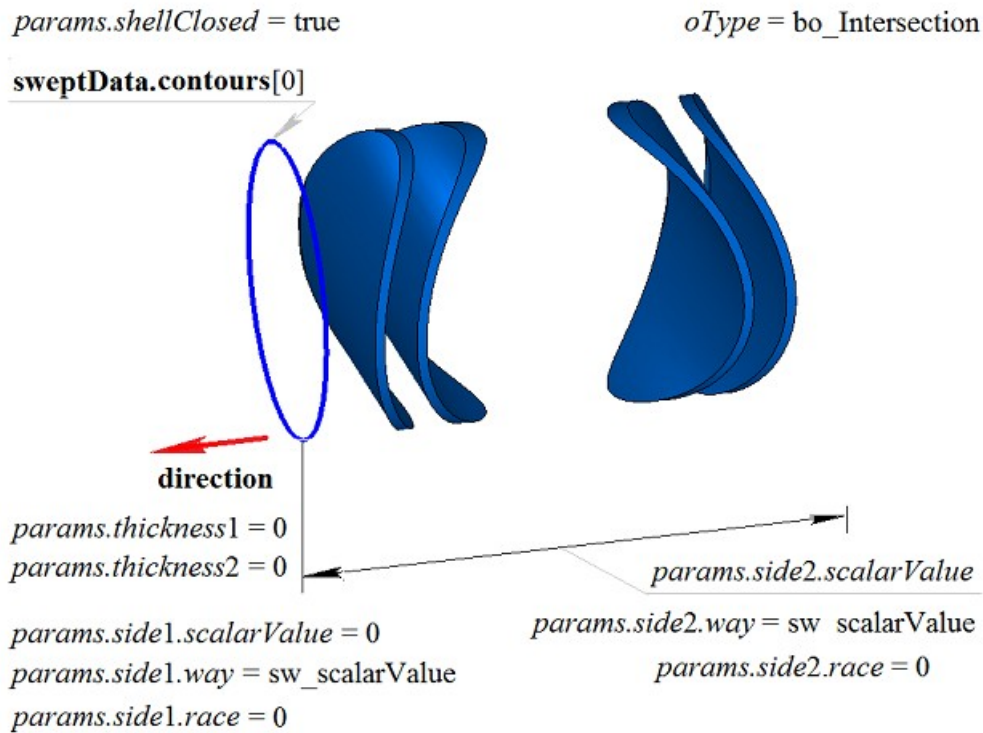 params.shellClosed = true
oType = bo_Intersection
sweptData.contours[0]
direction
params.thickness1 = 0
params.thickness2 = 0
params.side2.scalarValue
params.side1.scalarValue = 0
params.side2.way = sw scalarValue
params.side1.way = sw_scalarValue
params.side2.race = 0
params.side1.race = 0